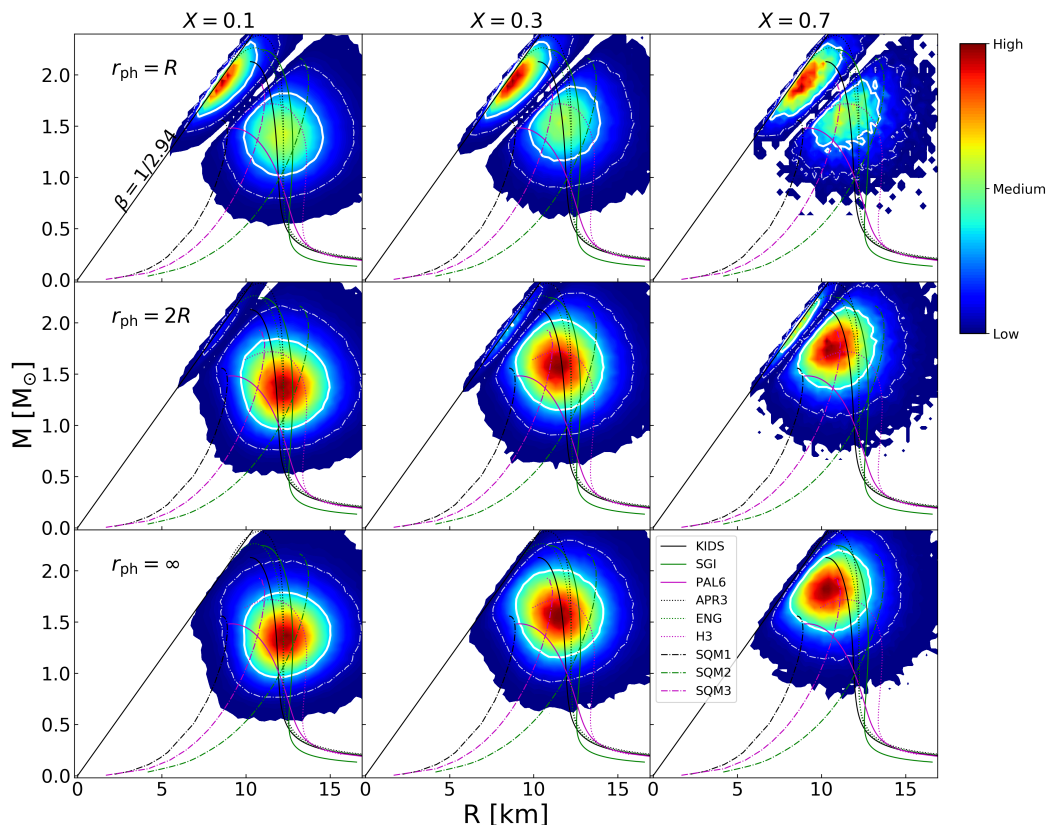 X = 0.1
X = 0.3
X = 0.7
r_ph = R
β = 1/2.94
2.0
1.5
1.0
0.5
0.0
High
Medium
Low
r_ph = 2R
2.0
1.5
1.0
0.5
0.0
M [M⊙]
r_ph = ∞
2.0
1.5
1.0
0.5
0.0
KIDS
SGI
PAL6
APR3
ENG
H3
SQM1
SQM2
SQM3
0 5 10 15 0 5 10 15 0 5 10 15
R [km]